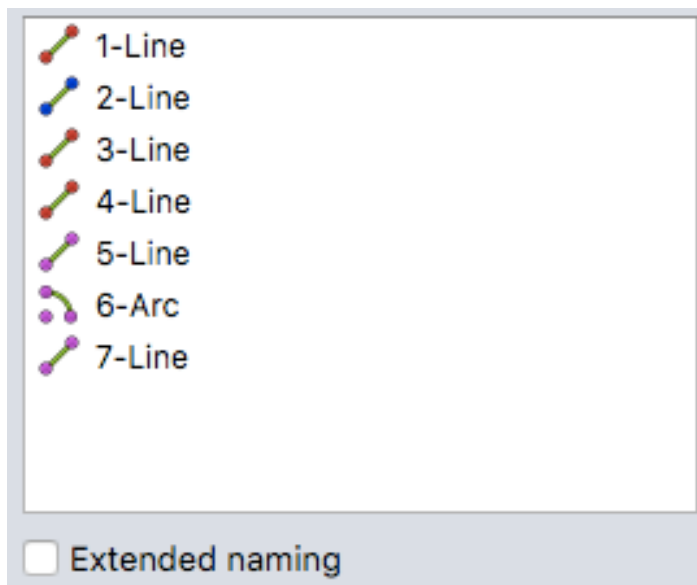 1-Line
2-Line
3-Line
4-Line
5-Line
6-Arc
7-Line
Extended naming